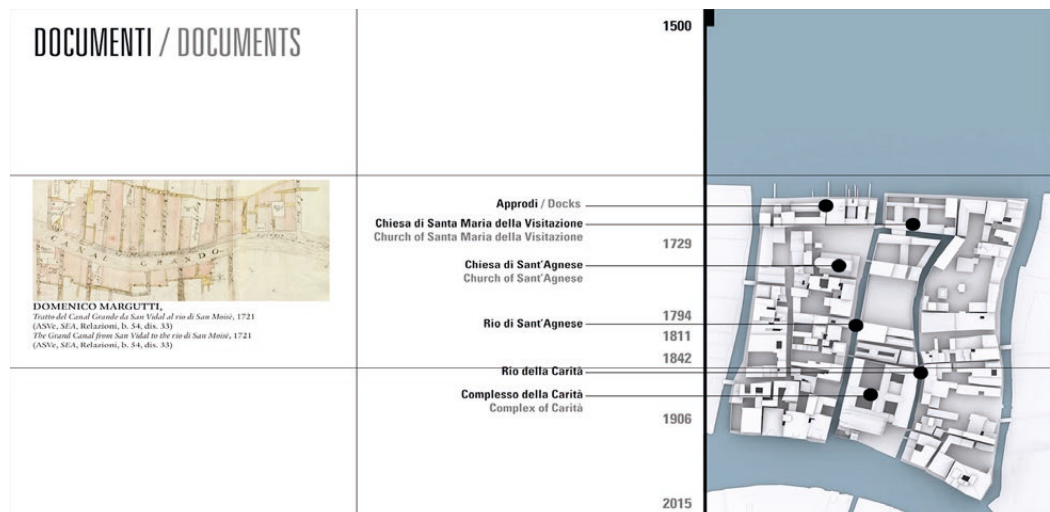 DOCUMENTI / DOCUMENTS
CANAL GRANDO
DOMENICO MARGUTTI,
Tratto del Canal Grande da San Vidal al rio di San Moisè, 1721
(ASVe, SEA, Relazioni, b. 54, dis. 33)
The Grand Canal from San Vidal to the rio di San Moisè, 1721
(ASVe, SEA, Relazioni, b. 54, dis. 33)
1500
Approdi / Docks
Chiesa di Santa Maria della Visitazione
Church of Santa Maria della Visitazione
1729
Chiesa di Sant'Agnese
Church of Sant'Agnese
1794
Rio di Sant'Agnese
1811
1842
Rio della Carità
Complesso della Carità
Complex of Carità
1906
2015